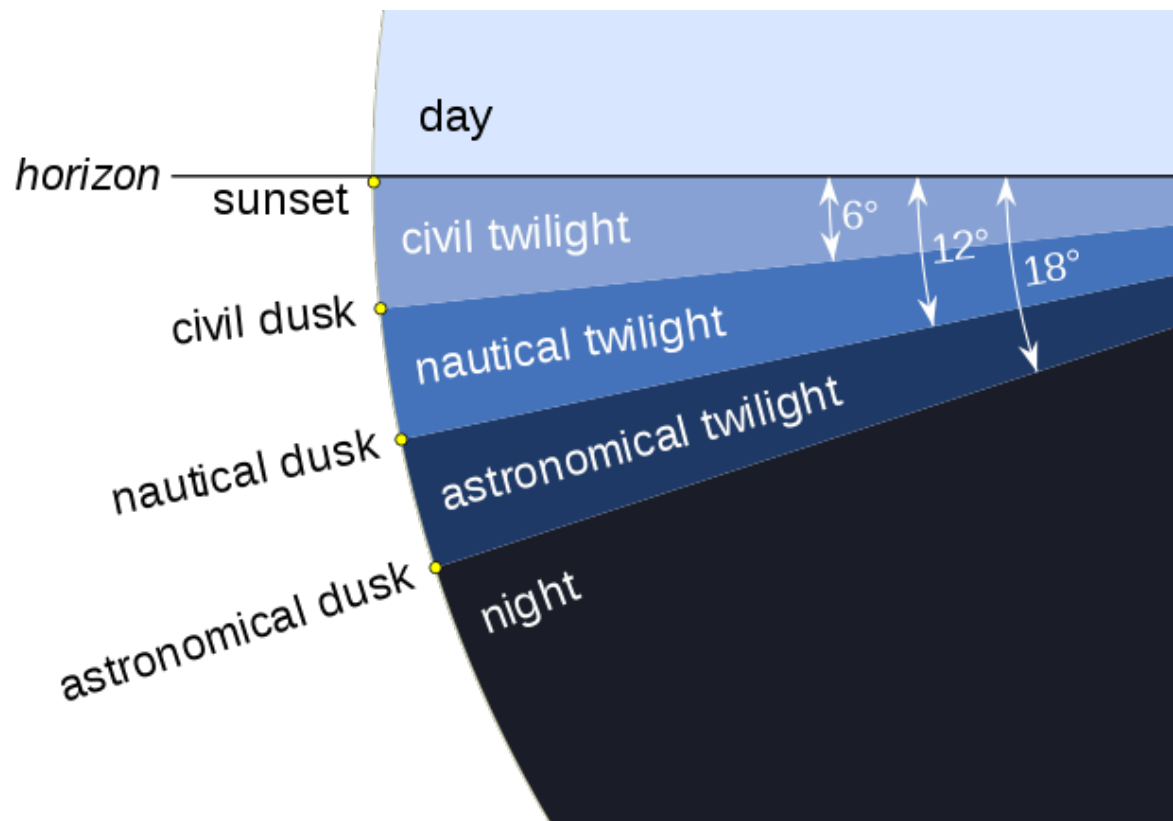 day
horizon
sunset
civil twilight
6°
12°
18°
civil dusk
nautical twilight
nautical dusk
astronomical twilight
astronomical dusk
night